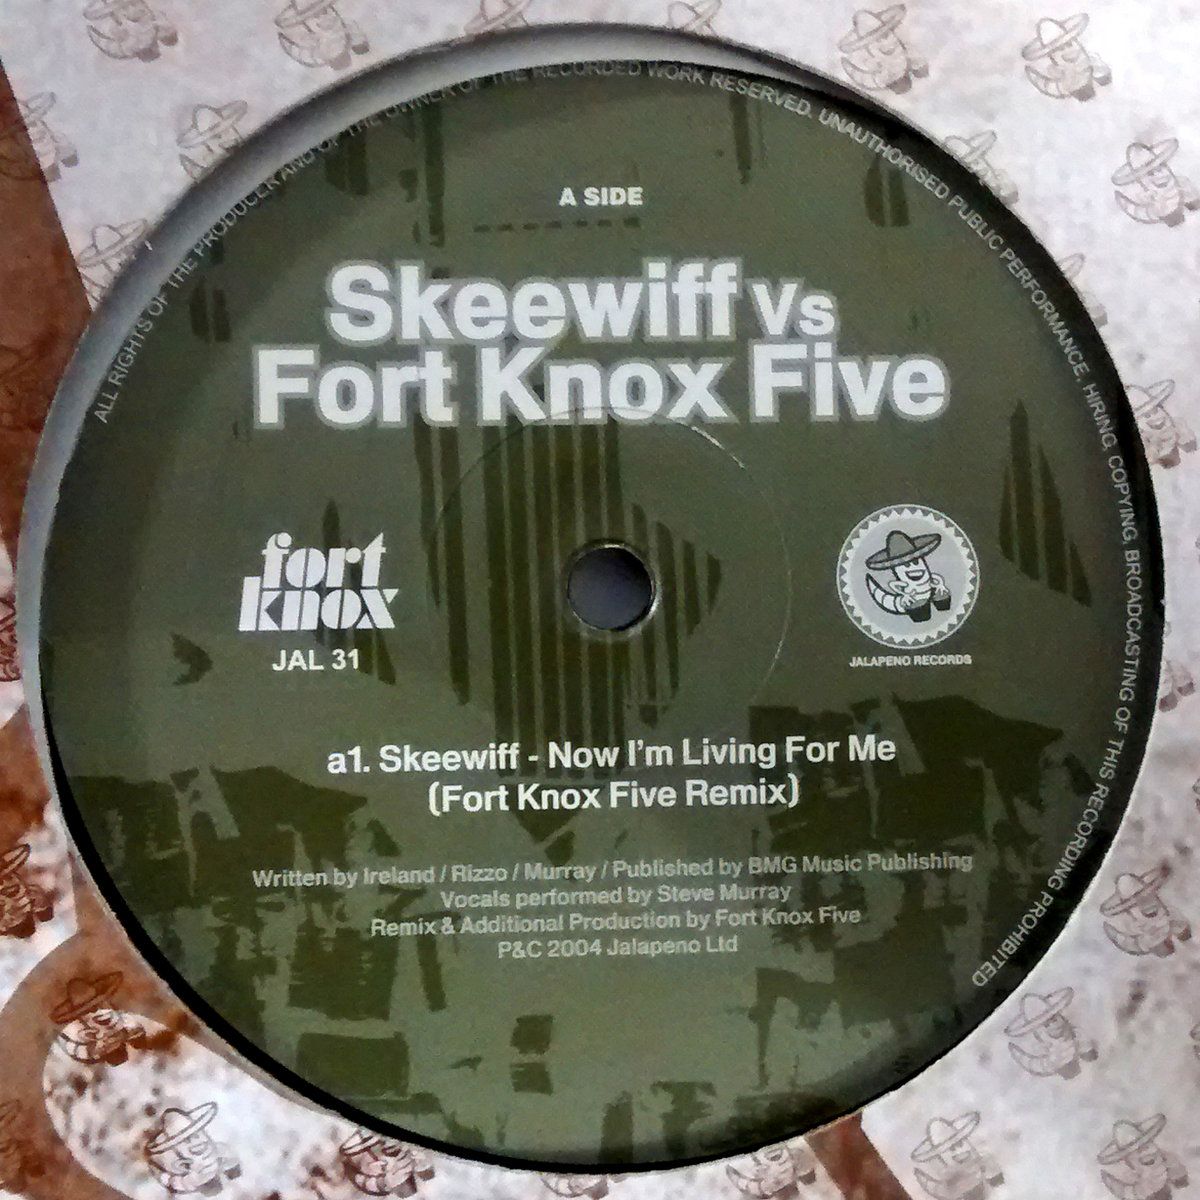 ALL RIGHTS OF THE PRODUCER AND OF THE OWNER OF THE RECORDED WORK RESERVED. UNAUTHORISED PUBLIC PERFORMANCE, HIRING, COPYING, BROADCASTING OF THIS RECORDING PROHIBITED
A SIDE
Skeewiff Vs
Fort Knox Five
fort
knox
JAL 31
JALAPENO RECORDS
a1. Skeewiff - Now I'm Living For Me
(Fort Knox Five Remix)
Written by Ireland / Rizzo / Murray / Published by BMG Music Publishing
Vocals performed by Steve Murray
Remix & Additional Production by Fort Knox Five
P&C 2004 Jalapeno Ltd